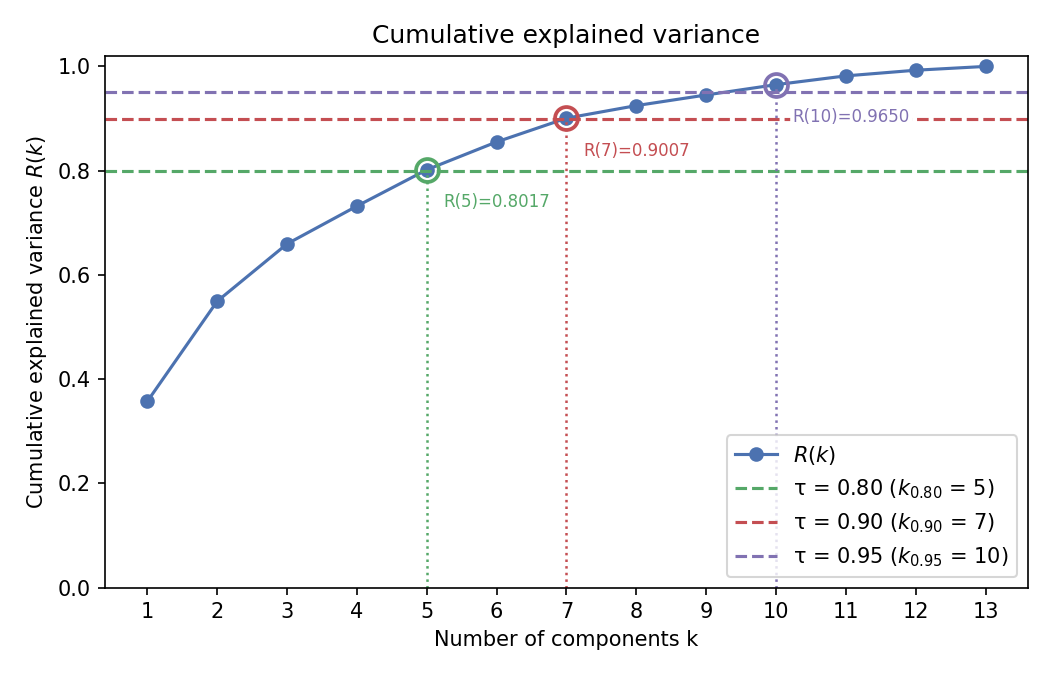 Cumulative explained variance
Cumulative explained variance R(k)
1.0
0.8
0.6
0.4
0.2
0.0
R(10)=0.9650
R(7)=0.9007
R(5)=0.8017
R(k)
τ = 0.80 (k0.80 = 5)
τ = 0.90 (k0.90 = 7)
τ = 0.95 (k0.95 = 10)
1 2 3 4 5 6 7 8 9 10 11 12 13
Number of components k